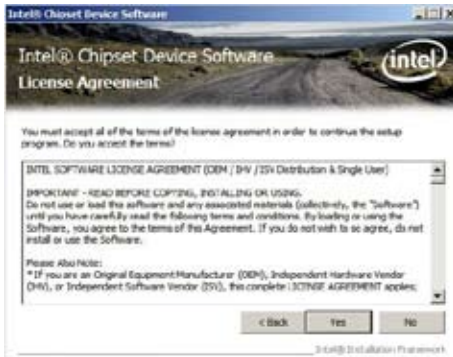 Intel® Chipset Device Software
Intel® Chipset Device Software
intel
License Agreement
You must accept all of the terms of the license agreement in order to continue the setup
program. Do you accept the terms?
INTEL SOFTWARE LICENSE AGREEMENT (OEM / IHV / ISV Distribution & Single User)
IMPORTANT - READ BEFORE COPYING, INSTALLING OR USING.
Do not use or load this software and any associated materials (collectively, the "Software")
until you have carefully read the following terms and conditions. By loading or using the
Software, you agree to the terms of this Agreement. If you do not wish to so agree, do not
install or use the Software.
Please Also Note:
*If you are an Original Equipment Manufacturer (OEM), Independent Hardware Vendor
(IHV), or Independent Software Vendor (ISV), this complete LICENSE AGREEMENT applies;
< Back
Yes
No
Intel® Installation Framework